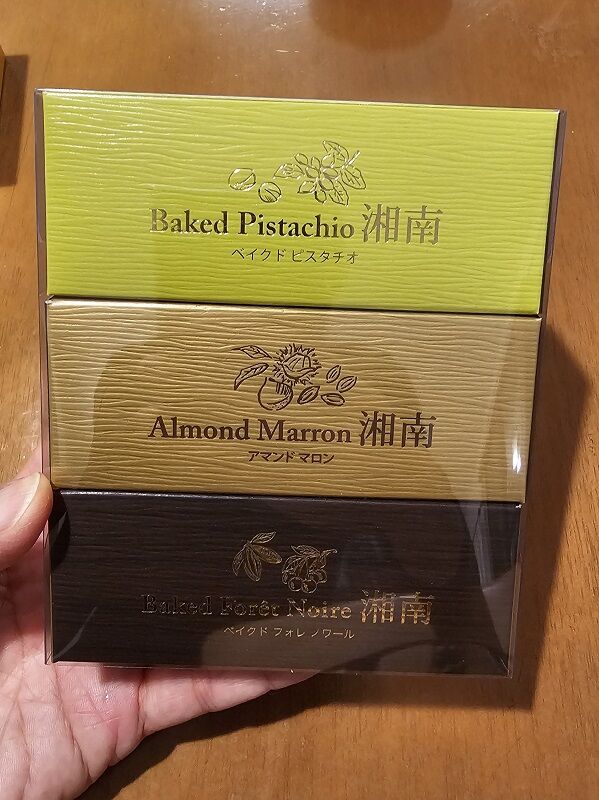 Baked Pistachio 湘南
ベイクド ピスタチオ
Almond Marron 湘南
アマンド マロン
Baked Forêt Noire 湘南
ベイクド フォレ ノワール